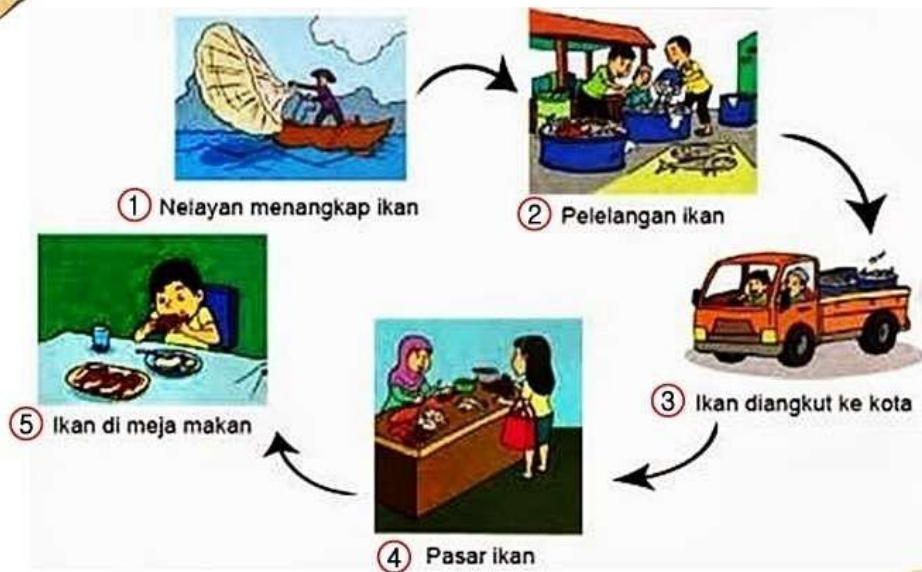 ① Nelayan menangkap ikan
② Pelelangan ikan
③ Ikan diangkut ke kota
④ Pasar ikan
⑤ Ikan di meja makan